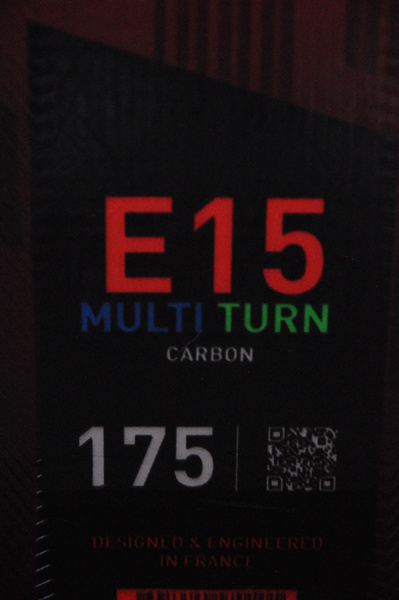 E15
MULTI TURN
CARBON
175
DESIGNED & ENGINEERED
IN FRANCE